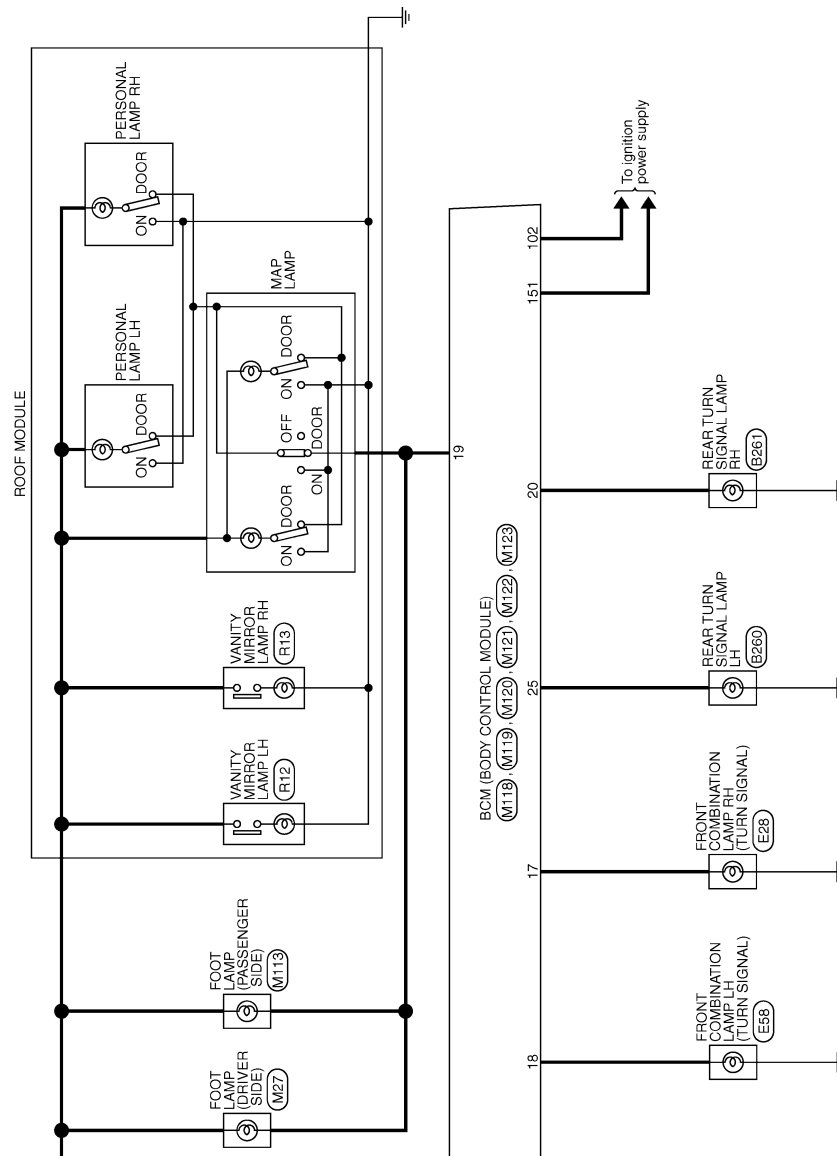 ROOF MODULE
PERSONAL
LAMP RH
ON
DOOR
PERSONAL
LAMP LH
ON
DOOR
MAP
LAMP
ON
DOOR
OFF
DOOR
ON
ON
DOOR
VANITY
MIRROR
LAMP RH
R13
VANITY
MIRROR
LAMP LH
R12
FOOT
LAMP
(PASSENGER
SIDE)
M113
FOOT
LAMP
(DRIVER
SIDE)
M27
To ignition
power supply
102
151
19
20
25
17
18
BCM (BODY CONTROL MODULE)
M118 , M119 , M120 , M121 , M122 , M123
REAR TURN
SIGNAL LAMP
RH
B261
REAR TURN
SIGNAL LAMP
LH
B260
FRONT
COMBINATION
LAMP RH
(TURN SIGNAL)
E28
FRONT
COMBINATION
LAMP LH
(TURN SIGNAL)
E58